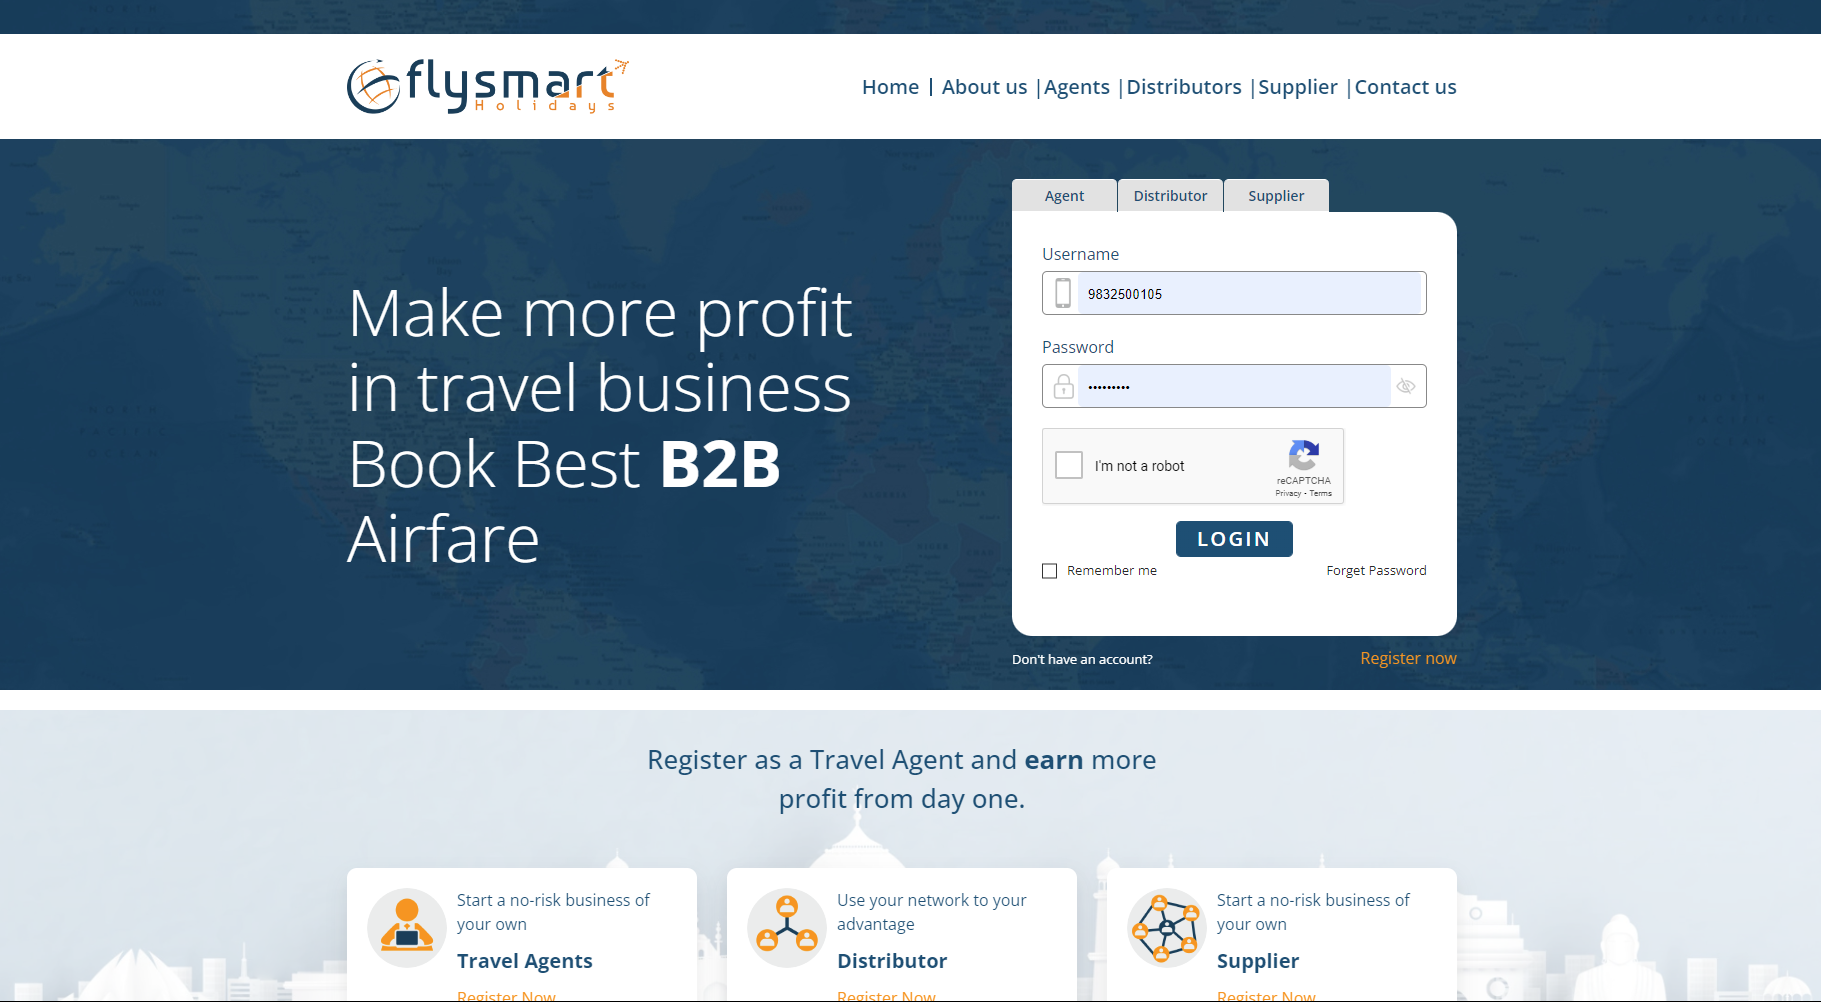 flysmart
Holidays
Home | About us | Agents | Distributors | Supplier | Contact us
Agent Distributor Supplier
Username
9832500105
Password
•••••••••
I'm not a robot
reCAPTCHA
Privacy - Terms
LOGIN
Remember me Forget Password
Don't have an account? Register now
Make more profit
in travel business
Book Best B2B
Airfare
Register as a Travel Agent and earn more
profit from day one.
Start a no-risk business of
your own
Travel Agents
Register Now
Use your network to your
advantage
Distributor
Register Now
Start a no-risk business of
your own
Supplier
Register Now